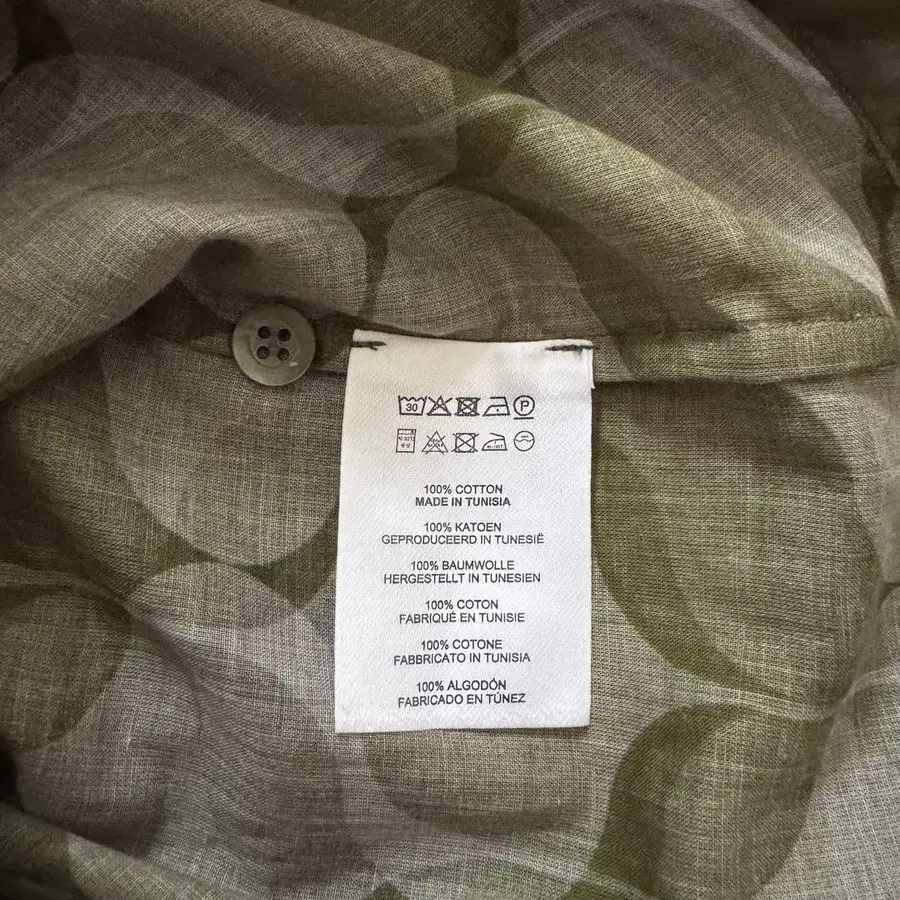 30 P
100% COTTON
MADE IN TUNISIA
100% KATOEN
GEPRODUCEERD IN TUNESIË
100% BAUMWOLLE
HERGESTELLT IN TUNESIEN
100% COTON
FABRIQUÉ EN TUNISIE
100% COTONE
FABBRICATO IN TUNISIA
100% ALGODÓN
FABRICADO EN TÚNEZ